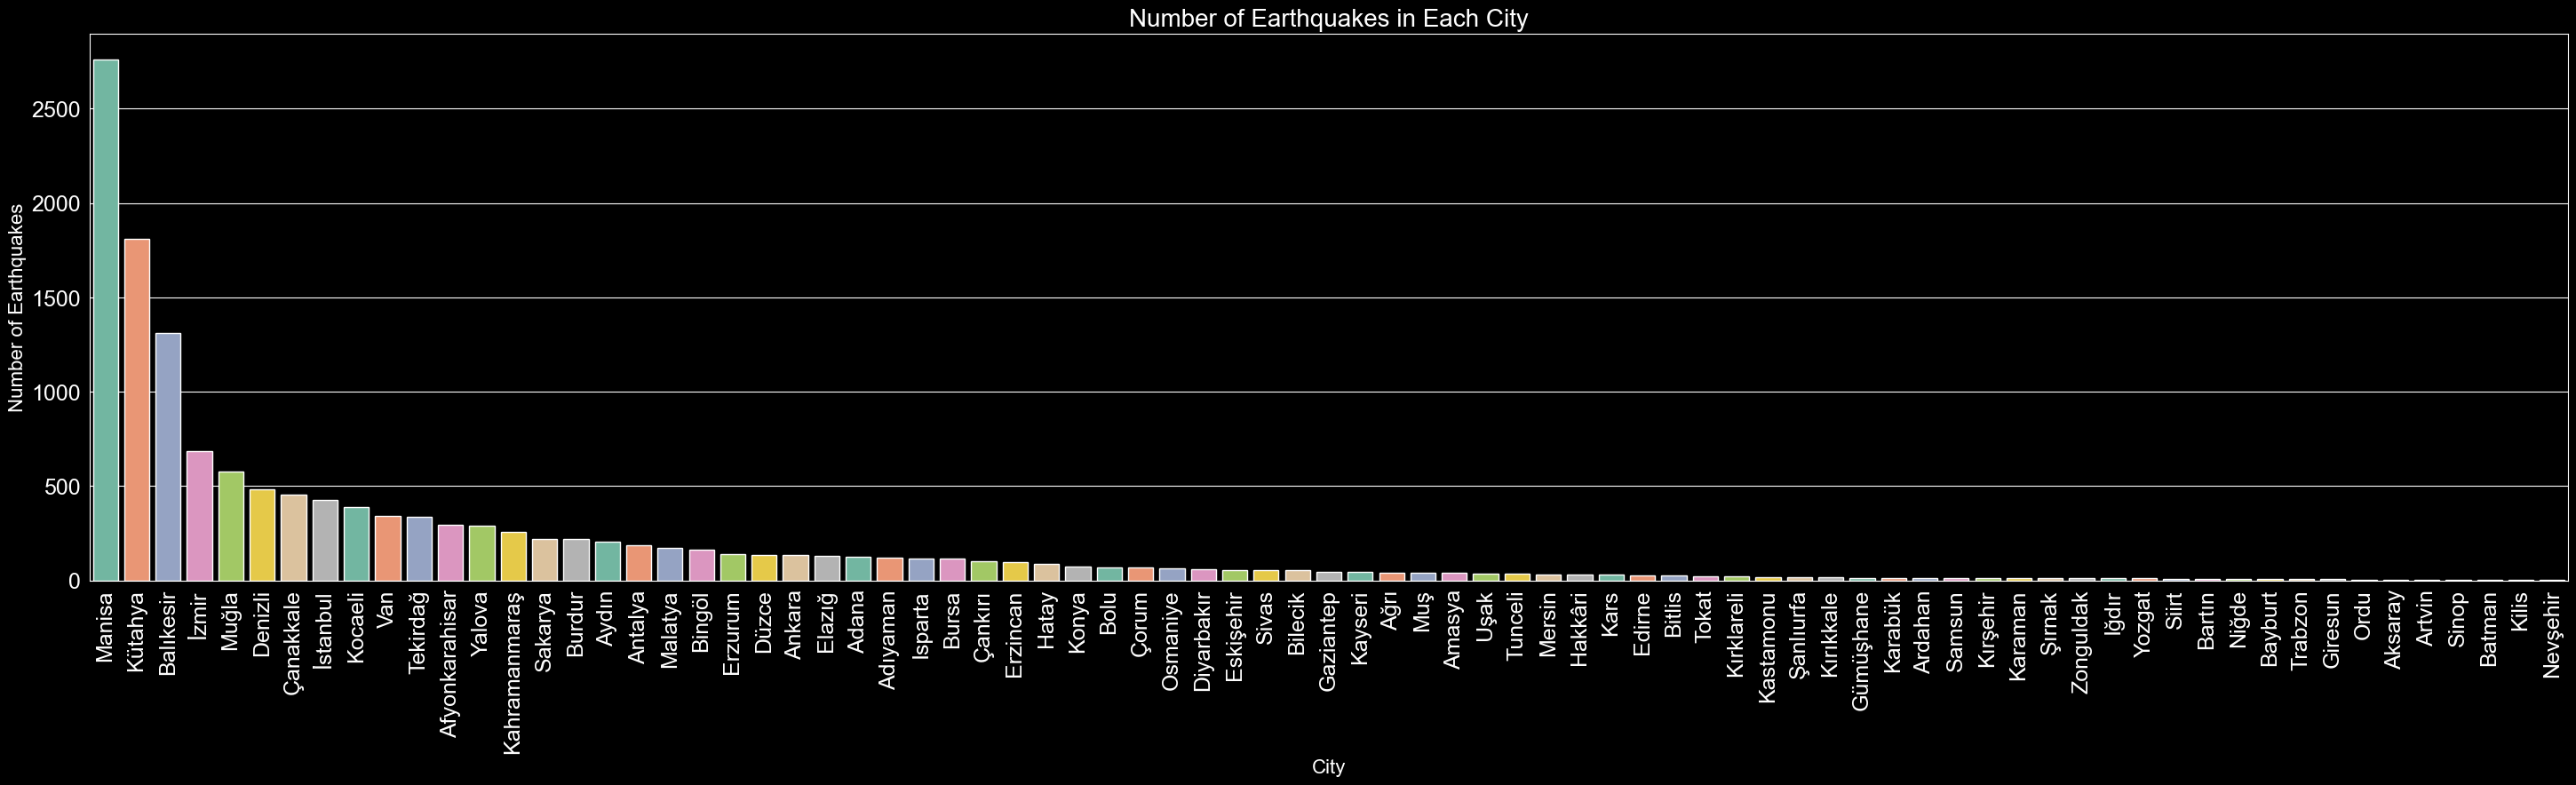 Number of Earthquakes in Each City
Number of Earthquakes
2500
2000
1500
1000
500
0
Manisa
Kütahya
Balıkesir
İzmir
Muğla
Denizli
Çanakkale
İstanbul
Kocaeli
Van
Tekirdağ
Afyonkarahisar
Yalova
Kahramanmaraş
Sakarya
Burdur
Aydın
Antalya
Malatya
Bingöl
Erzurum
Düzce
Ankara
Elazığ
Adana
Adıyaman
Isparta
Bursa
Çankırı
Erzincan
Hatay
Konya
Bolu
Çorum
Osmaniye
Diyarbakır
Eskişehir
Sivas
Bilecik
Gaziantep
Kayseri
Ağrı
Muş
Amasya
Uşak
Tunceli
Mersin
Hakkâri
Kars
Edirne
Bitlis
Tokat
Kırklareli
Kastamonu
Şanlıurfa
Kırıkkale
Gümüşhane
Karabük
Ardahan
Samsun
Kırşehir
Karaman
Şırnak
Zonguldak
Iğdır
Yozgat
Siirt
Bartın
Niğde
Bayburt
Trabzon
Giresun
Ordu
Aksaray
Artvin
Sinop
Batman
Kilis
Nevşehir
City